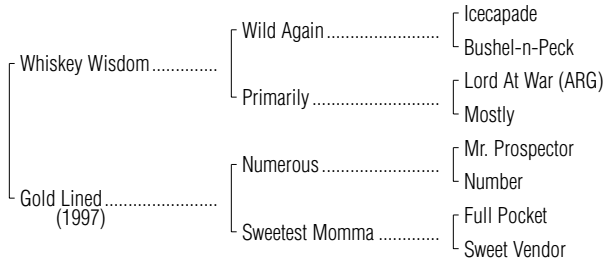 Icecapade
Wild Again
Bushel-n-Peck
Whiskey Wisdom
Lord At War (ARG)
Primarily
Mostly
Mr. Prospector
Numerous
Number
Gold Lined
(1997)
Full Pocket
Sweetest Momma
Sweet Vendor